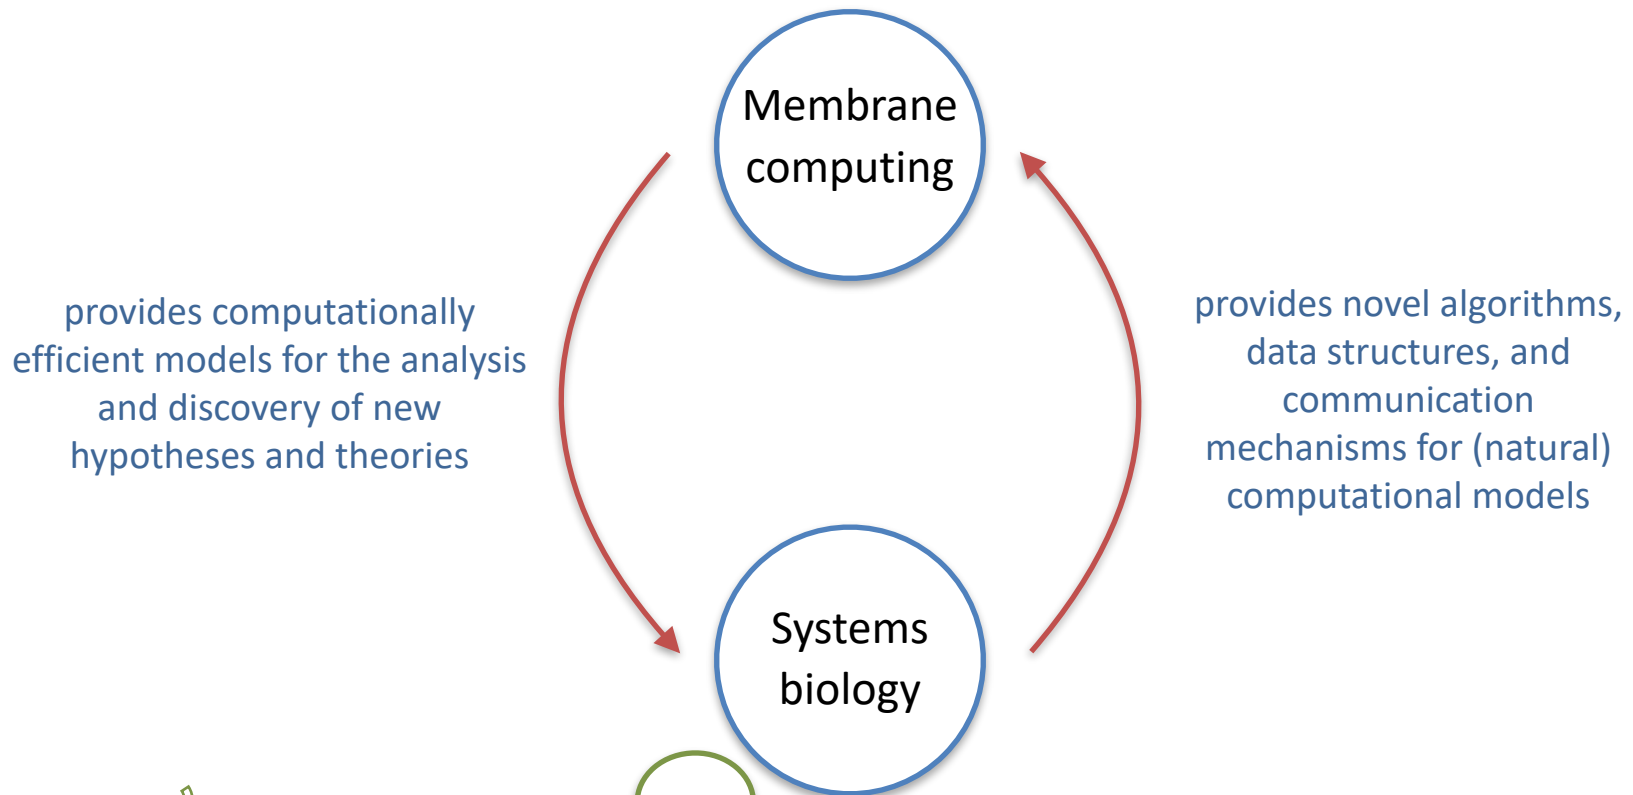 Membrane
computing
provides computationally
efficient models for the analysis
and discovery of new
hypotheses and theories
provides novel algorithms,
data structures, and
communication
mechanisms for (natural)
computational models
Systems
biology